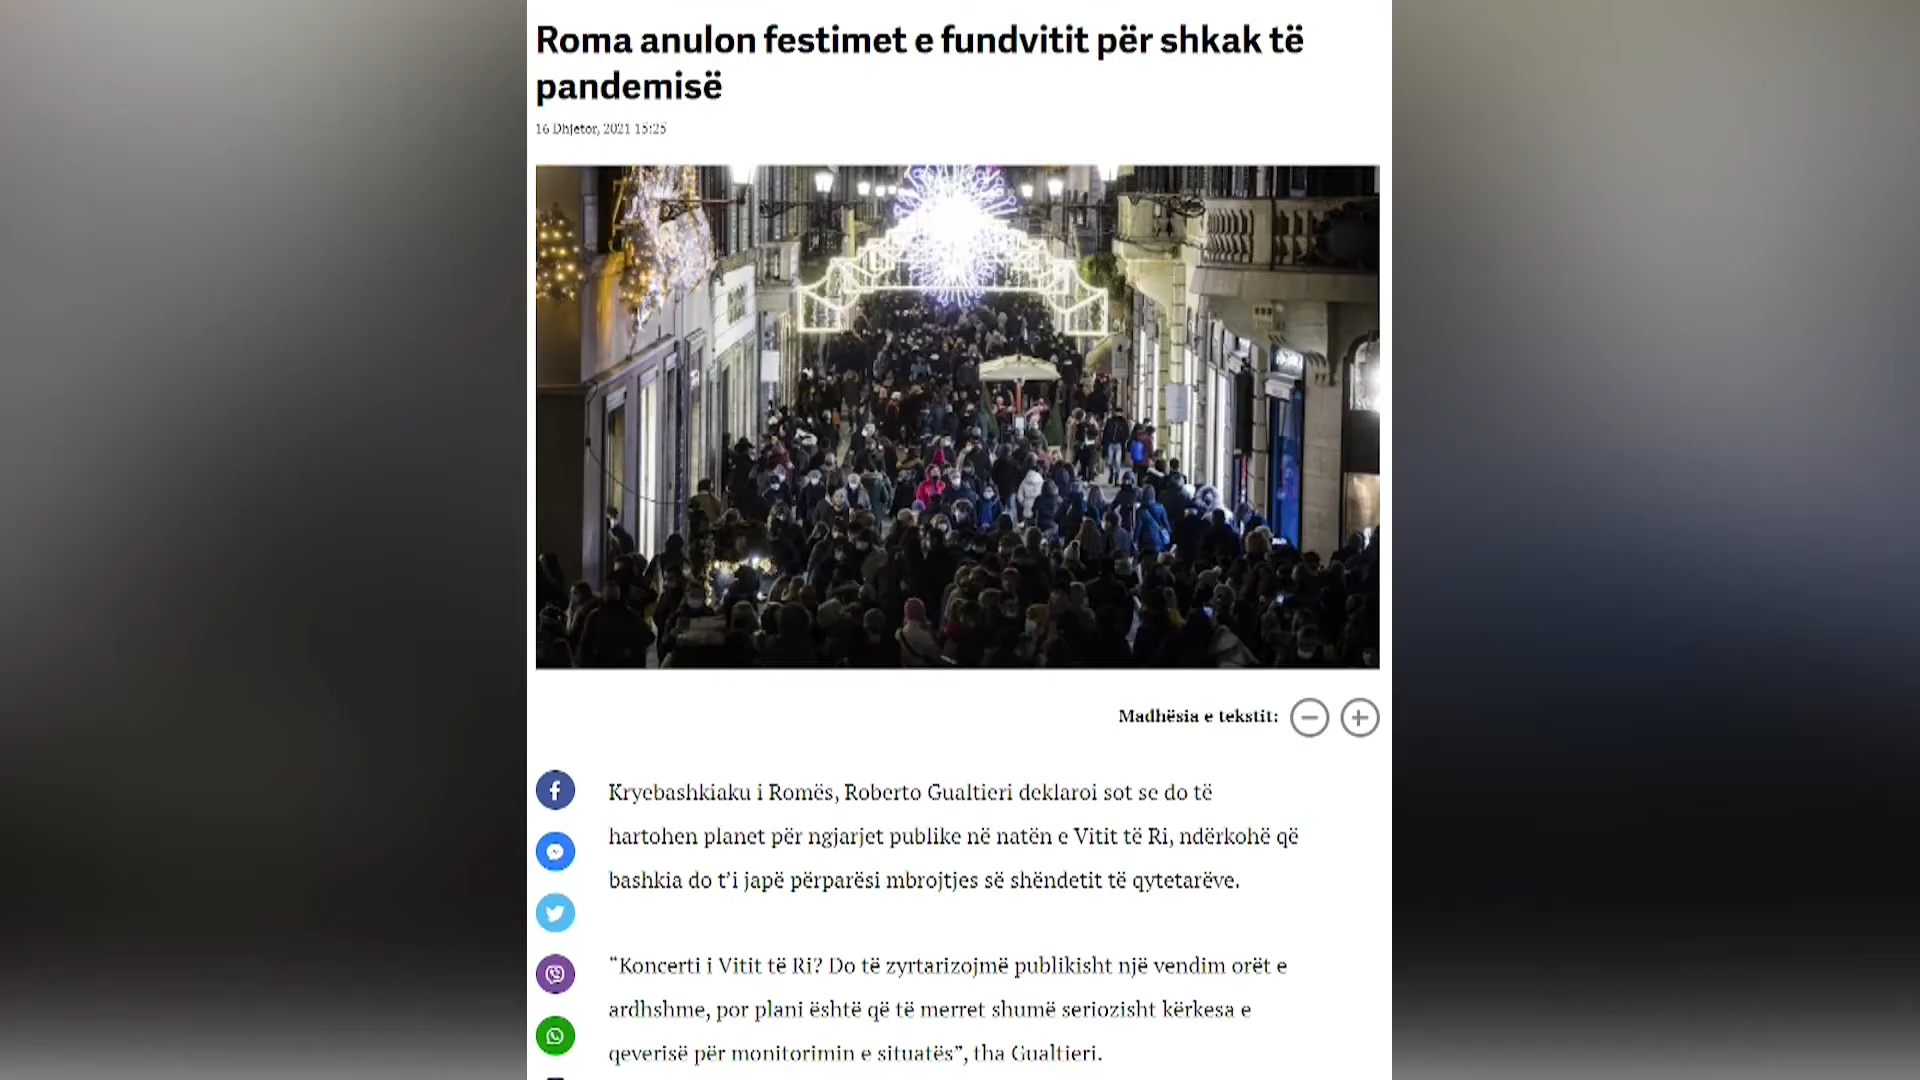 Roma anulon festimet e fundvitit për shkak të
pandemisë
16 Dhjetor, 2021 15:25
Madhësia e tekstit:
Kryebashkiaku i Romës, Roberto Gualtieri deklaroi sot se do të
hartohen planet për ngjarjet publike në natën e Vitit të Ri, ndërkohë që
bashkia do t’i japë përparësi mbrojtjes së shëndetit të qytetarëve.
“Koncerti i Vitit të Ri? Do të zyrtarizojmë publikisht një vendim orët e
ardhshme, por plani është që të merret shumë seriozisht kërkesa e
qeverisë për monitorimin e situatës”, tha Gualtieri.